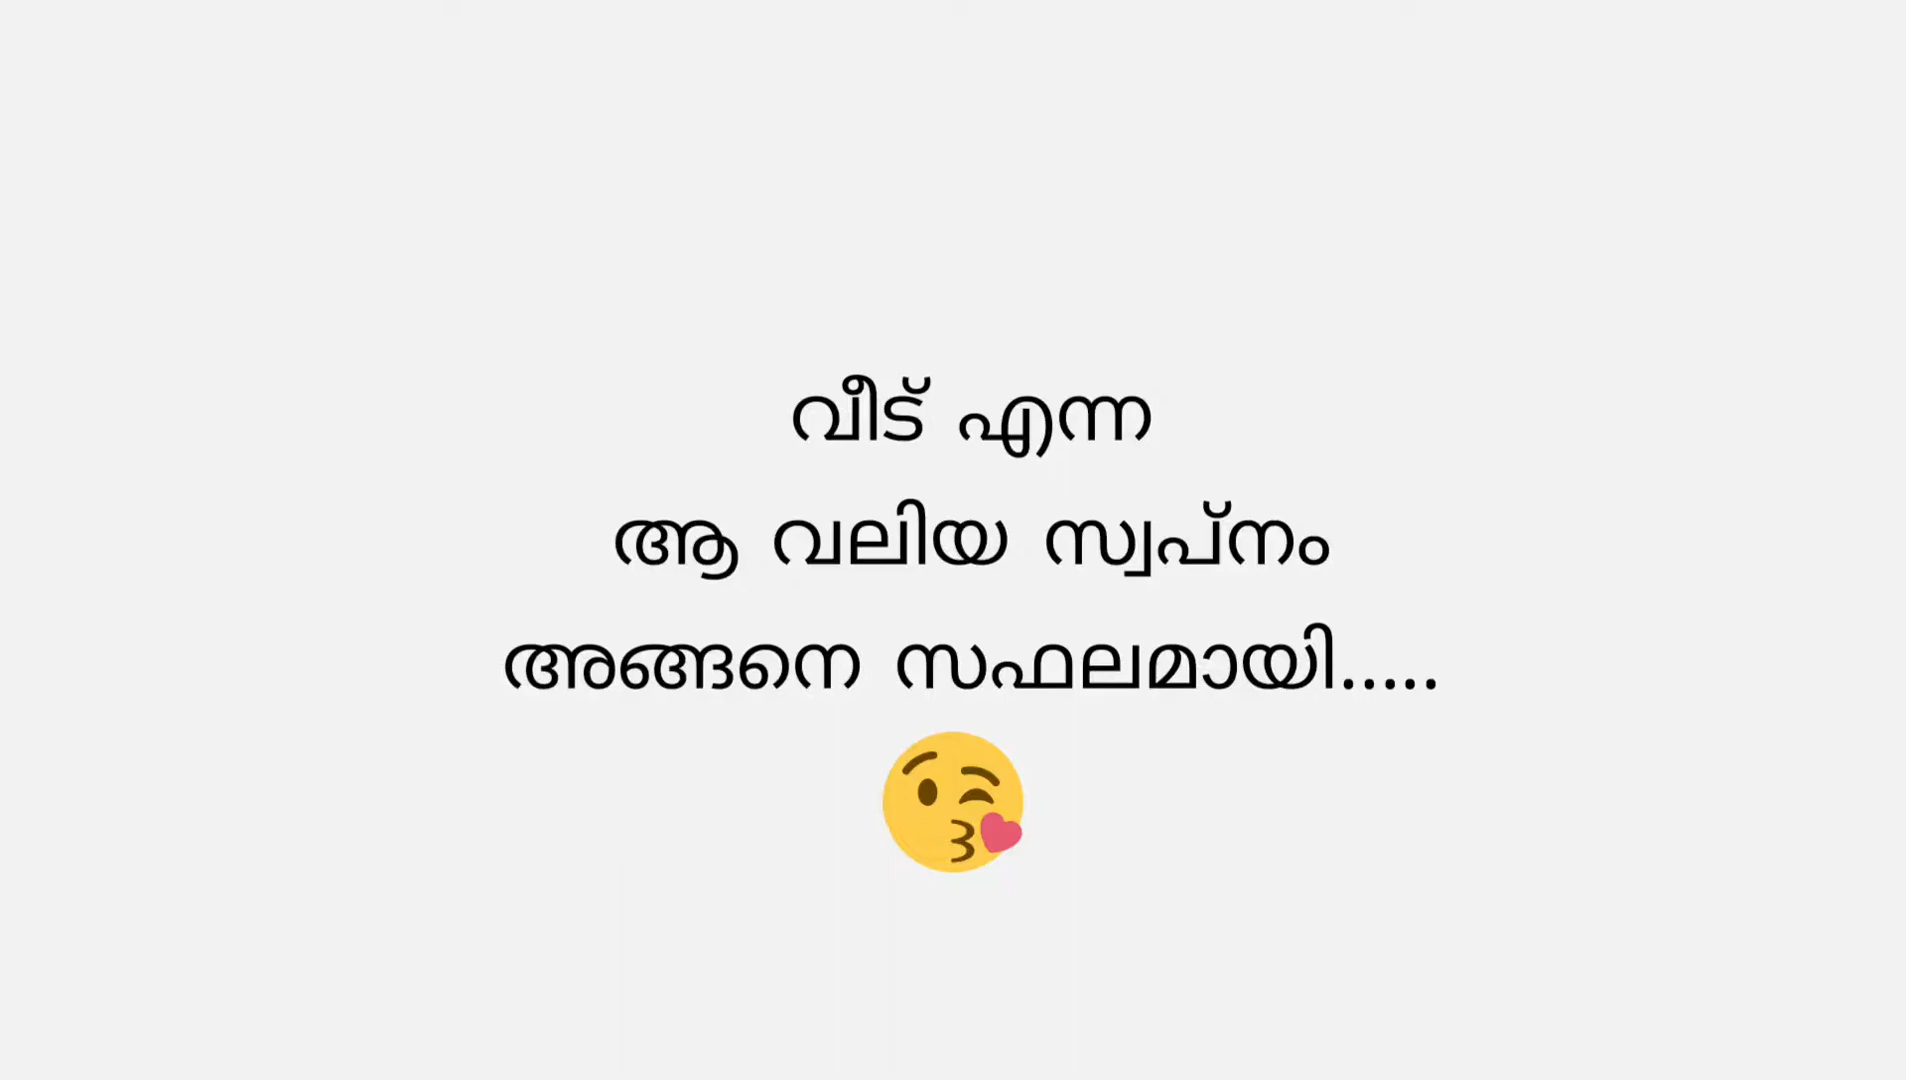 വീട് എന്ന
ആ വലിയ സ്വപ്നം
അങ്ങനെ സഫലമായി.....
😘